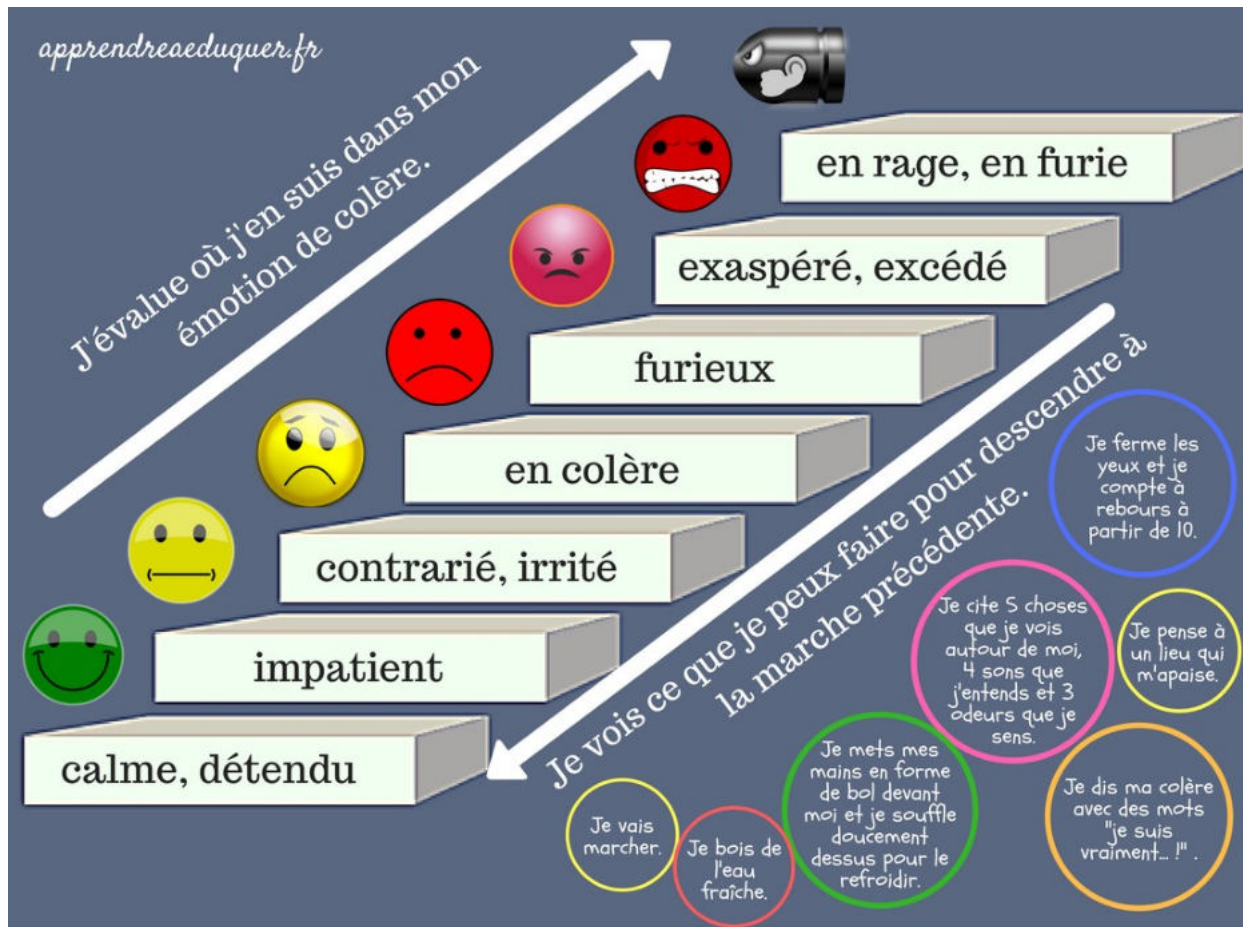 apprendreaeduquer.fr
J'évalue où j'en suis dans mon
émotion de colère.
en rage, en furie
exaspéré, excédé
furieux
en colère
contrarié, irrité
impatient
calme, détendu
Je vois ce que je peux faire pour descendre à
la marche précédente.
Je ferme les
yeux et je
compte à
rebours à
partir de 10.
Je cite 5 choses
que je vois
autour de moi,
4 sons que
j'entends et 3
odeurs que je
sens.
Je pense à
un lieu qui
m'apaise.
Je mets mes
mains en forme
de bol devant
moi et je souffle
doucement
dessus pour le
refroidir.
Je dis ma colère
avec des mots
"je suis
vraiment... !" .
Je vais
marcher.
Je bois de
l'eau
fraîche.